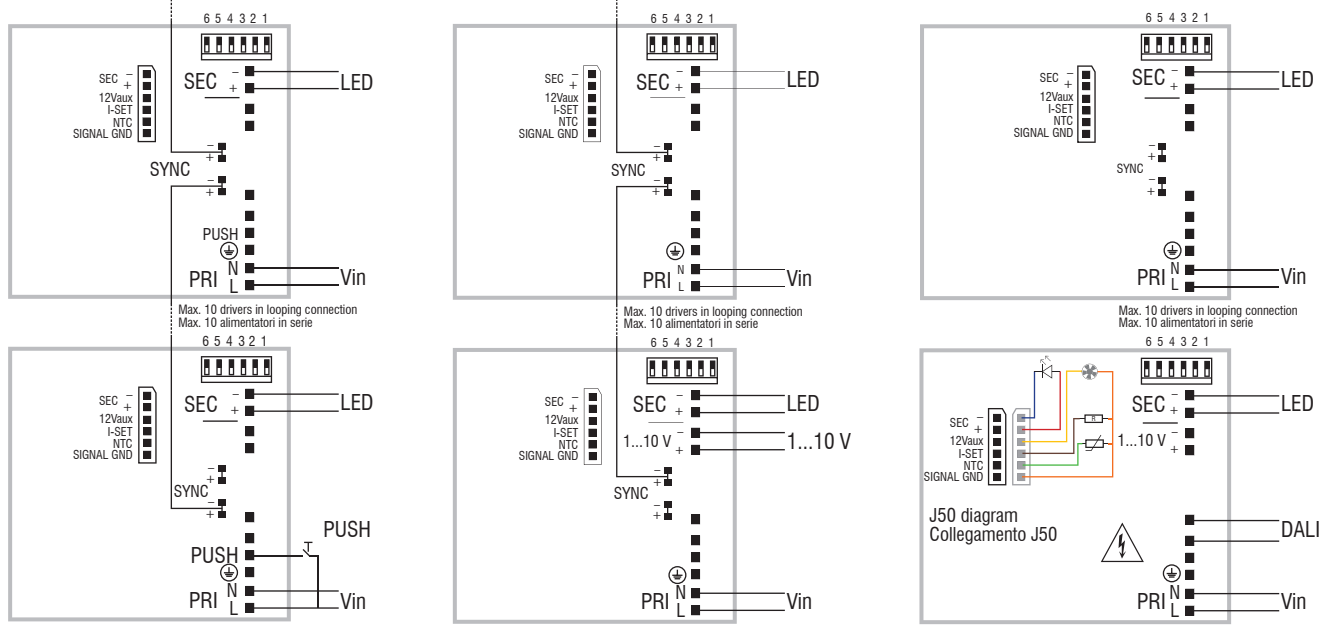 6 5 4 3 2 1
SEC −
+
12Vaux
I-SET
NTC
SIGNAL GND
SEC −
+
LED
−
+
SYNC
−
+
PUSH
N
PRI
L
Vin
Max. 10 drivers in looping connection
Max. 10 alimentatori in serie
6 5 4 3 2 1
SEC −
+
12Vaux
I-SET
NTC
SIGNAL GND
SEC −
+
LED
−
+
SYNC
−
+
PUSH
PUSH
N
PRI
L
Vin
6 5 4 3 2 1
SEC −
+
12Vaux
I-SET
NTC
SIGNAL GND
SEC −
+
LED
−
+
SYNC
−
+
N
PRI
L
Vin
Max. 10 drivers in looping connection
Max. 10 alimentatori in serie
6 5 4 3 2 1
SEC −
+
12Vaux
I-SET
NTC
SIGNAL GND
SEC −
+
LED
1...10 V −
+
1...10 V
−
+
SYNC
−
+
N
PRI
L
Vin
6 5 4 3 2 1
SEC −
+
12Vaux
I-SET
NTC
SIGNAL GND
SEC −
+
LED
−
+
SYNC
−
+
N
PRI
L
Vin
Max. 10 drivers in looping connection
Max. 10 alimentatori in serie
6 5 4 3 2 1
SEC −
+
12Vaux
I-SET
NTC
SIGNAL GND
R
SEC −
+
LED
1...10 V −
+
J50 diagram
Collegamento J50
DALI
N
PRI
L
Vin